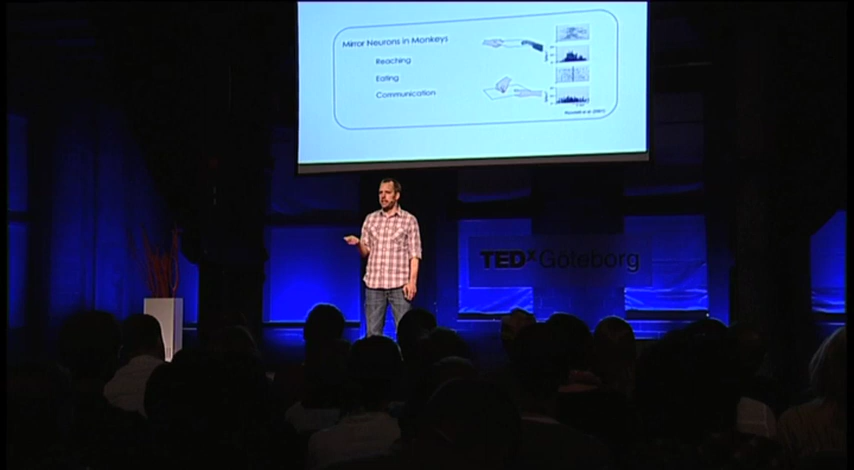 Mirror Neurons in Monkeys
Reaching
Eating
Communication
TEDx Göteborg